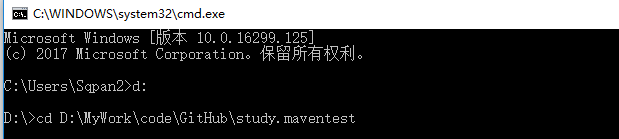 C:\WINDOWS\system32\cmd.exe
Microsoft Windows [版本 10.0.16299.125]
(c) 2017 Microsoft Corporation。保留所有权利。
C:\Users\Sqpan2>d:
D:\>cd D:\MyWork\code\GitHub\study.maventest